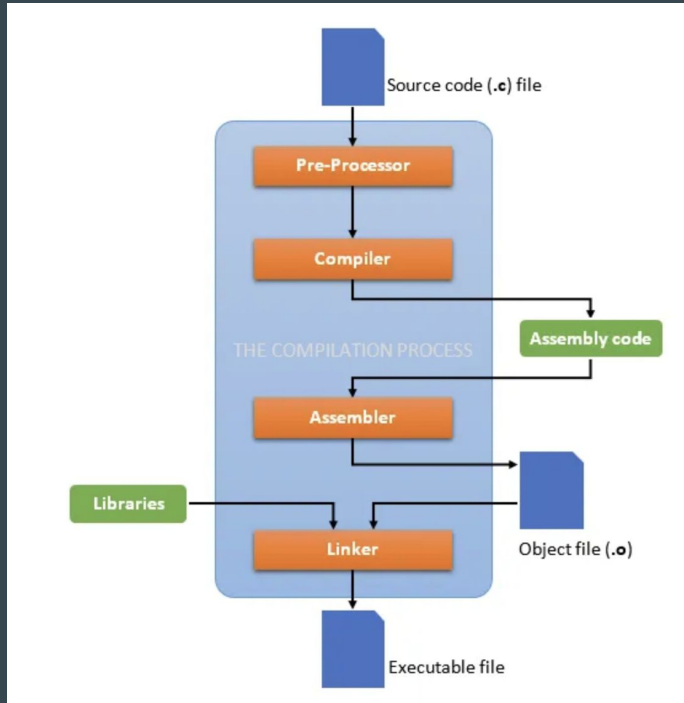 Source code (.c) file
Pre-Processor
Compiler
Assembly code
THE COMPILATION PROCESS
Assembler
Libraries
Linker
Object file (.o)
Executable file